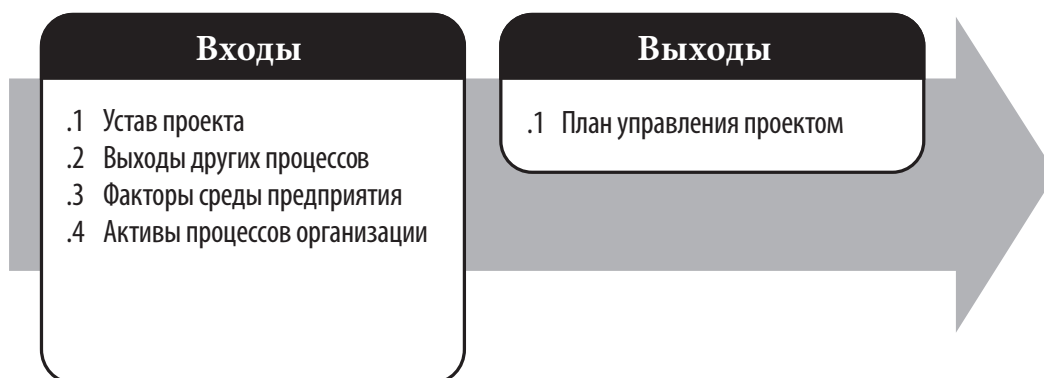 Входы
.1 Устав проекта
.2 Выходы других процессов
.3 Факторы среды предприятия
.4 Активы процессов организации
Выходы
.1 План управления проектом